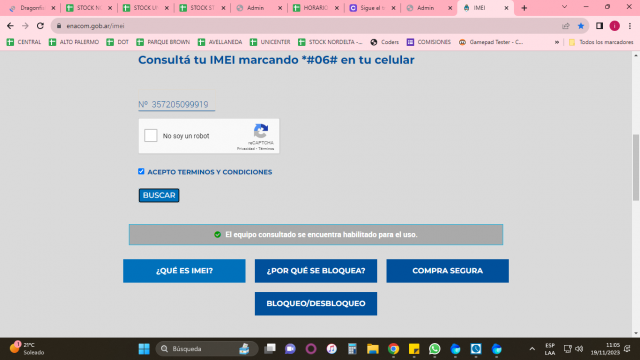 Dragonfis
STOCK N
STOCK UN
STOCK ST
Admin
HORARIO
Sigue el s
Admin
IMEI
enacom.gob.ar/imei
CENTRAL
ALTO PALERMO
DOT
PARQUE BROWN
AVELLANEDA
UNICENTER
STOCK NORDELTA -...
Coders
COMISIONES
Gamepad Tester - C...
»
Todos los marcadores
Consultá tu IMEI marcando *#06# en tu celular
Nº 357205099919
No soy un robot
reCAPTCHA
Privacidad - Términos
ACEPTO TERMINOS Y CONDICIONES
BUSCAR
El equipo consultado se encuentra habilitado para el uso.
¿QUÉ ES IMEI?
¿POR QUÉ SE BLOQUEA?
COMPRA SEGURA
BLOQUEO/DESBLOQUEO
21°C
Soleado
Búsqueda
ESP
LAA
11:05
19/11/2023